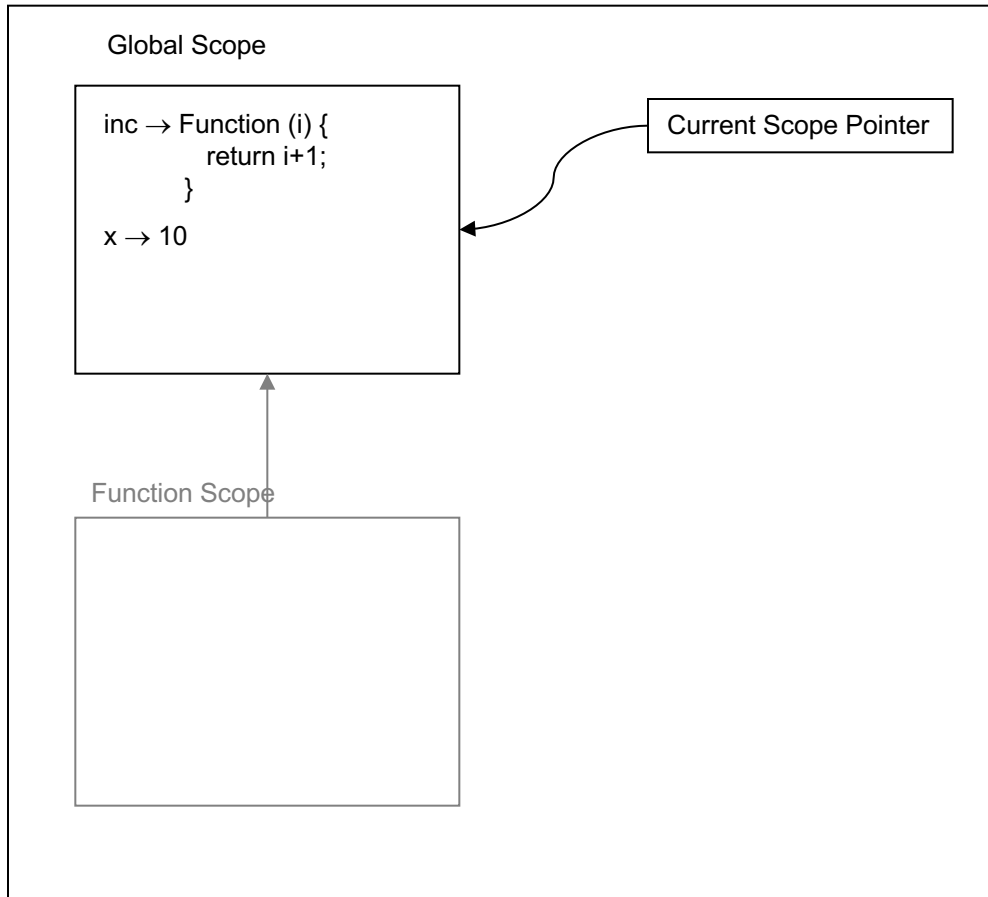 Global Scope
inc → Function (i) {
return i+1;
}
x → 10
Current Scope Pointer
Function Scope